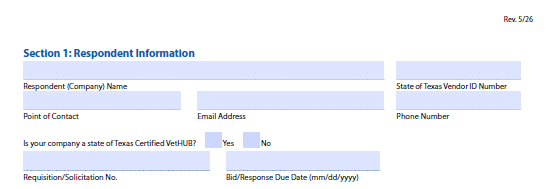 Rev. 5/26
Section 1: Respondent Information
Respondent (Company) Name State of Texas Vendor ID Number
Point of Contact Email Address Phone Number
Is your company a state of Texas Certified VetHUB? Yes No
Requisition/Solicitation No. Bid/Response Due Date (mm/dd/yyyy)